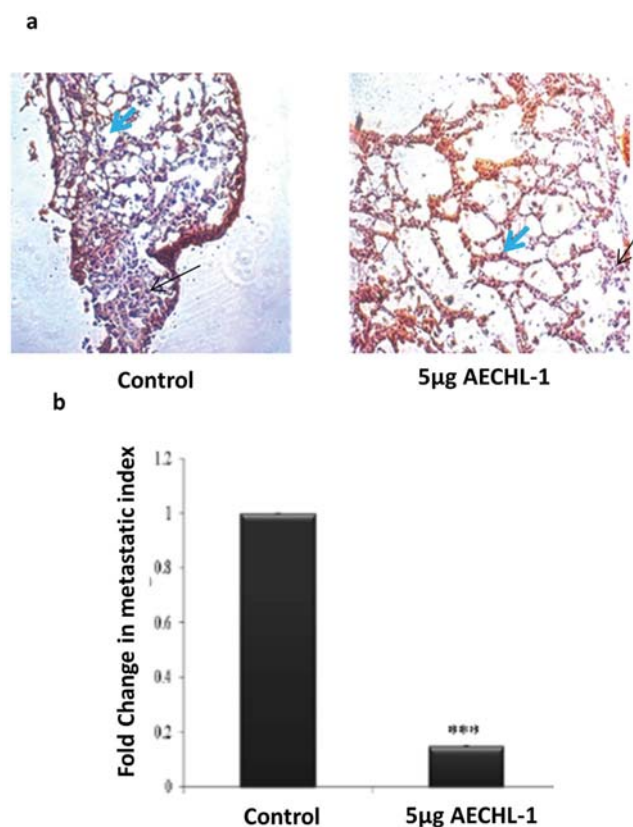 a
Control
5µg AECHL-1
b
Fold Change in metastatic index
1.2
1
0.8
0.6
0.4
0.2
0
***
Control
5µg AECHL-1